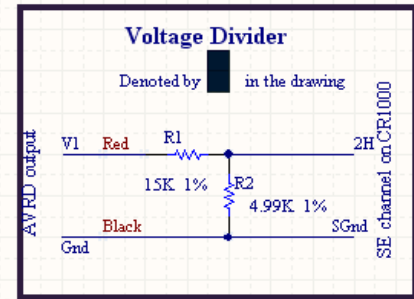 Voltage Divider
Denoted by in the drawing
AVRD output
V1 Red R1 2H
15K 1%
R2
4.99K 1%
Black SGnd
Gnd
SE channel on CR1000